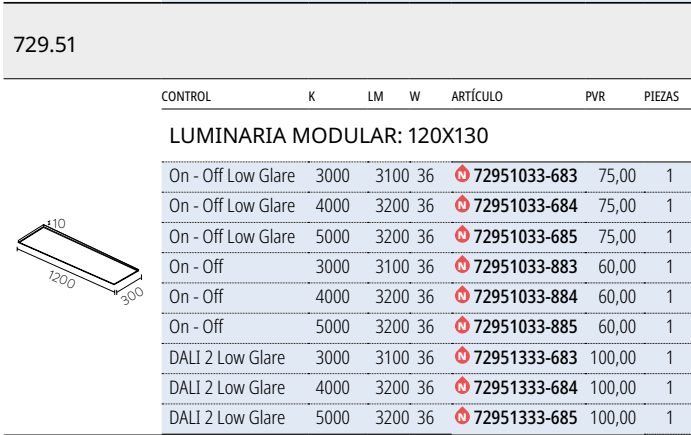 729.51
CONTROL K LM W ARTÍCULO PVR PIEZAS
LUMINARIA MODULAR: 120X130
On - Off Low Glare 3000 3100 36 N 72951033-683 75,00 1
On - Off Low Glare 4000 3200 36 N 72951033-684 75,00 1
On - Off Low Glare 5000 3200 36 N 72951033-685 75,00 1
On - Off 3000 3100 36 N 72951033-883 60,00 1
On - Off 4000 3200 36 N 72951033-884 60,00 1
On - Off 5000 3200 36 N 72951033-885 60,00 1
DALI 2 Low Glare 3000 3100 36 N 72951333-683 100,00 1
DALI 2 Low Glare 4000 3200 36 N 72951333-684 100,00 1
DALI 2 Low Glare 5000 3200 36 N 72951333-685 100,00 1
10
1200
300